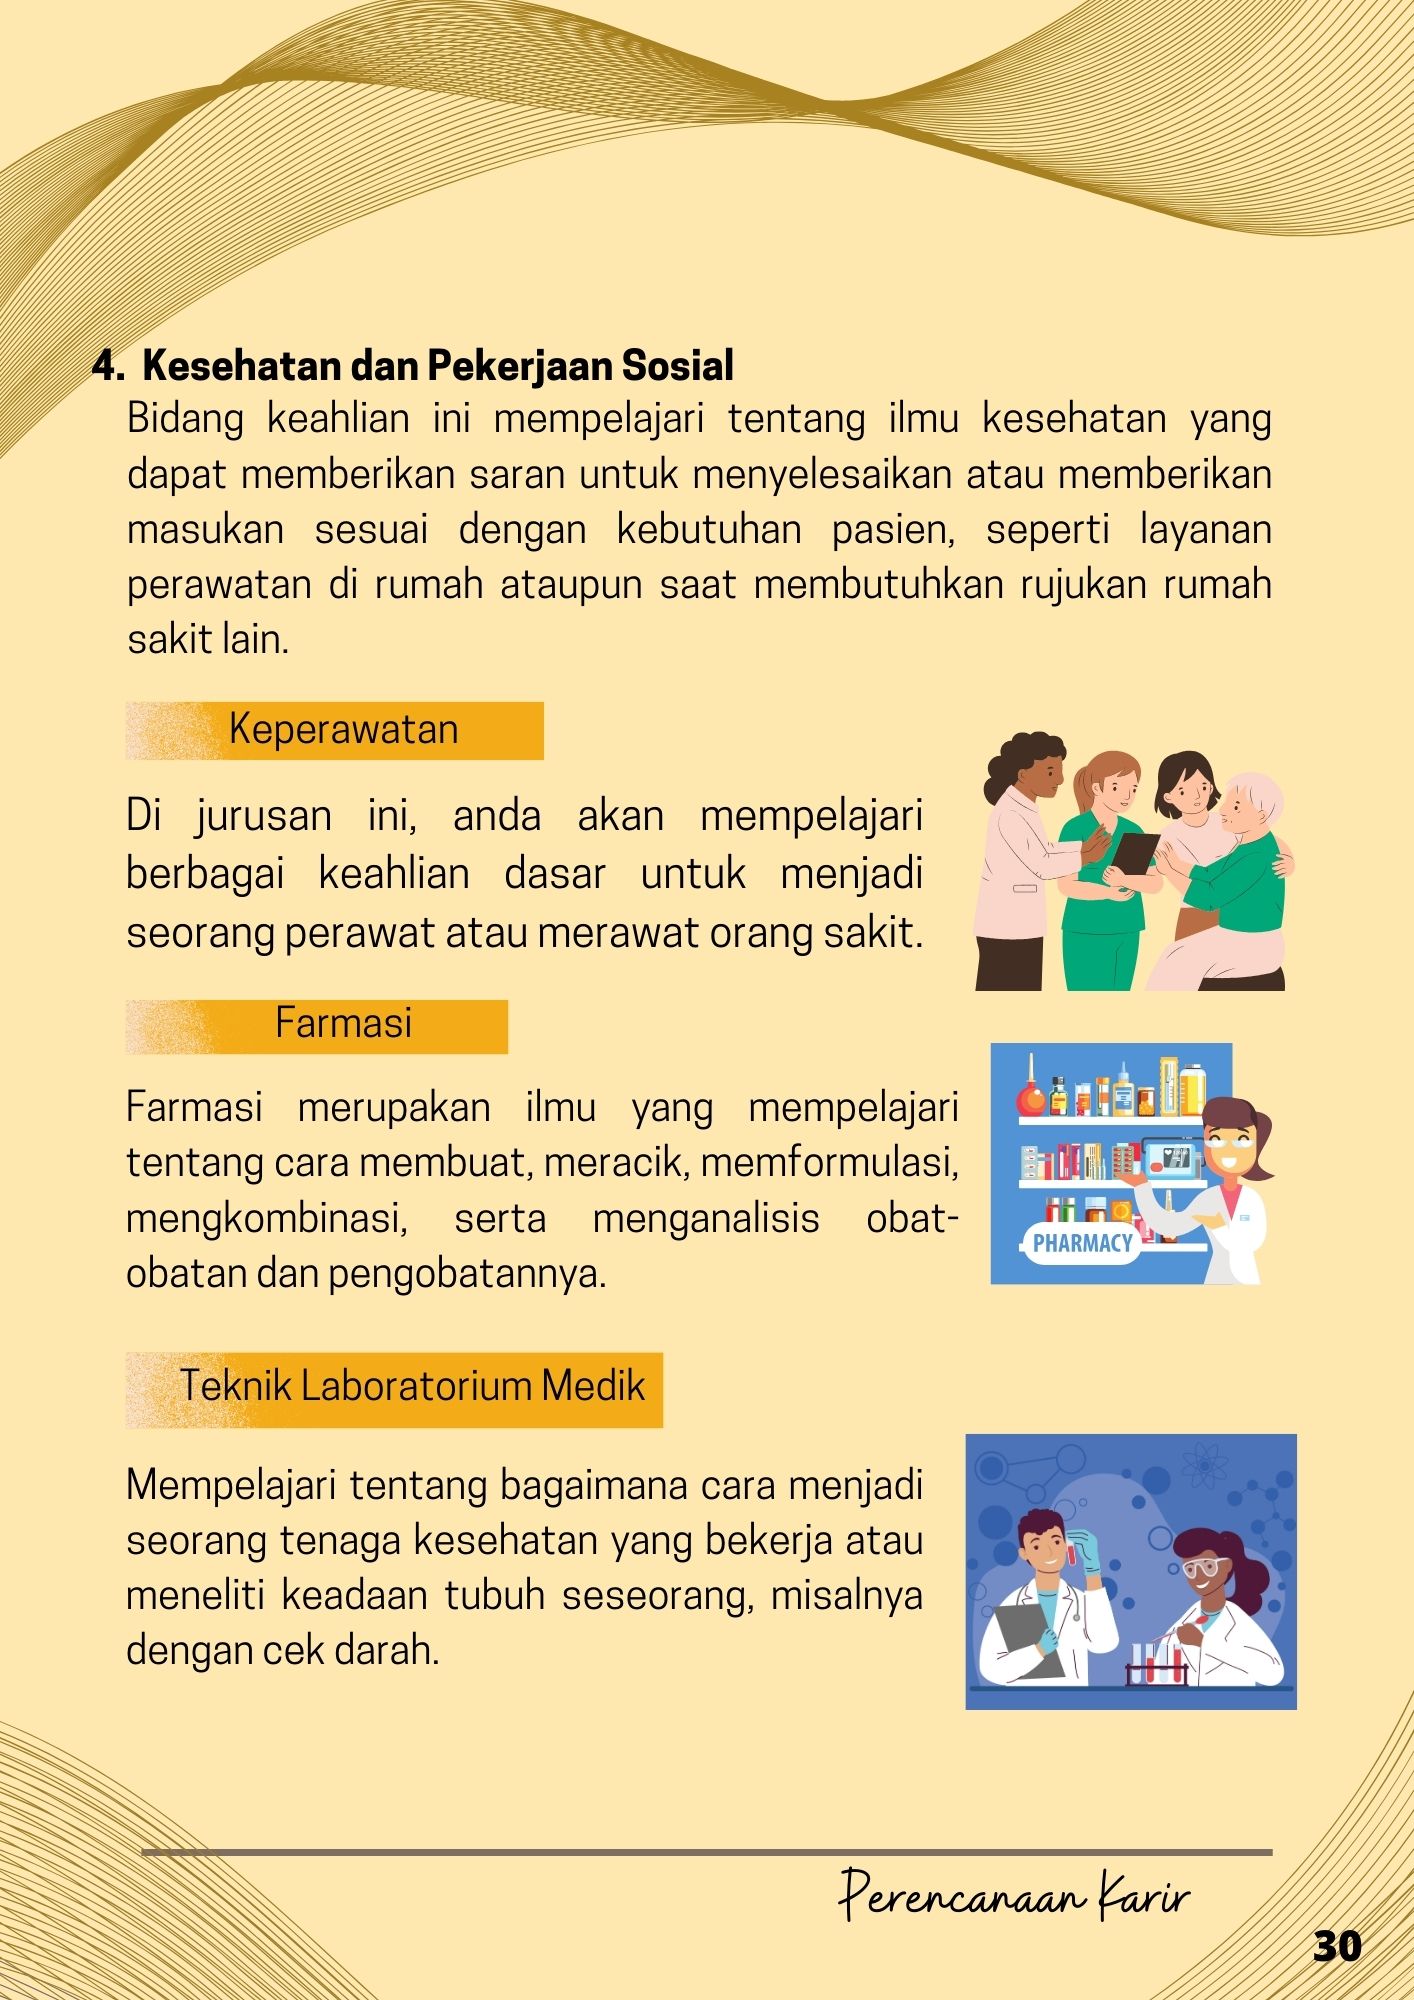 4. Kesehatan dan Pekerjaan Sosial
Bidang keahlian ini mempelajari tentang ilmu kesehatan yang
dapat memberikan saran untuk menyelesaikan atau memberikan
masukan sesuai dengan kebutuhan pasien, seperti layanan
perawatan di rumah ataupun saat membutuhkan rujukan rumah
sakit lain.
Keperawatan
Di jurusan ini, anda akan mempelajari
berbagai keahlian dasar untuk menjadi
seorang perawat atau merawat orang sakit.
Farmasi
Farmasi merupakan ilmu yang mempelajari
tentang cara membuat, meracik, memformulasi,
mengkombinasi, serta menganalisis obat-
obatan dan pengobatannya.
PHARMACY
Teknik Laboratorium Medik
Mempelajari tentang bagaimana cara menjadi
seorang tenaga kesehatan yang bekerja atau
meneliti keadaan tubuh seseorang, misalnya
dengan cek darah.
Perencanaan Karir
30